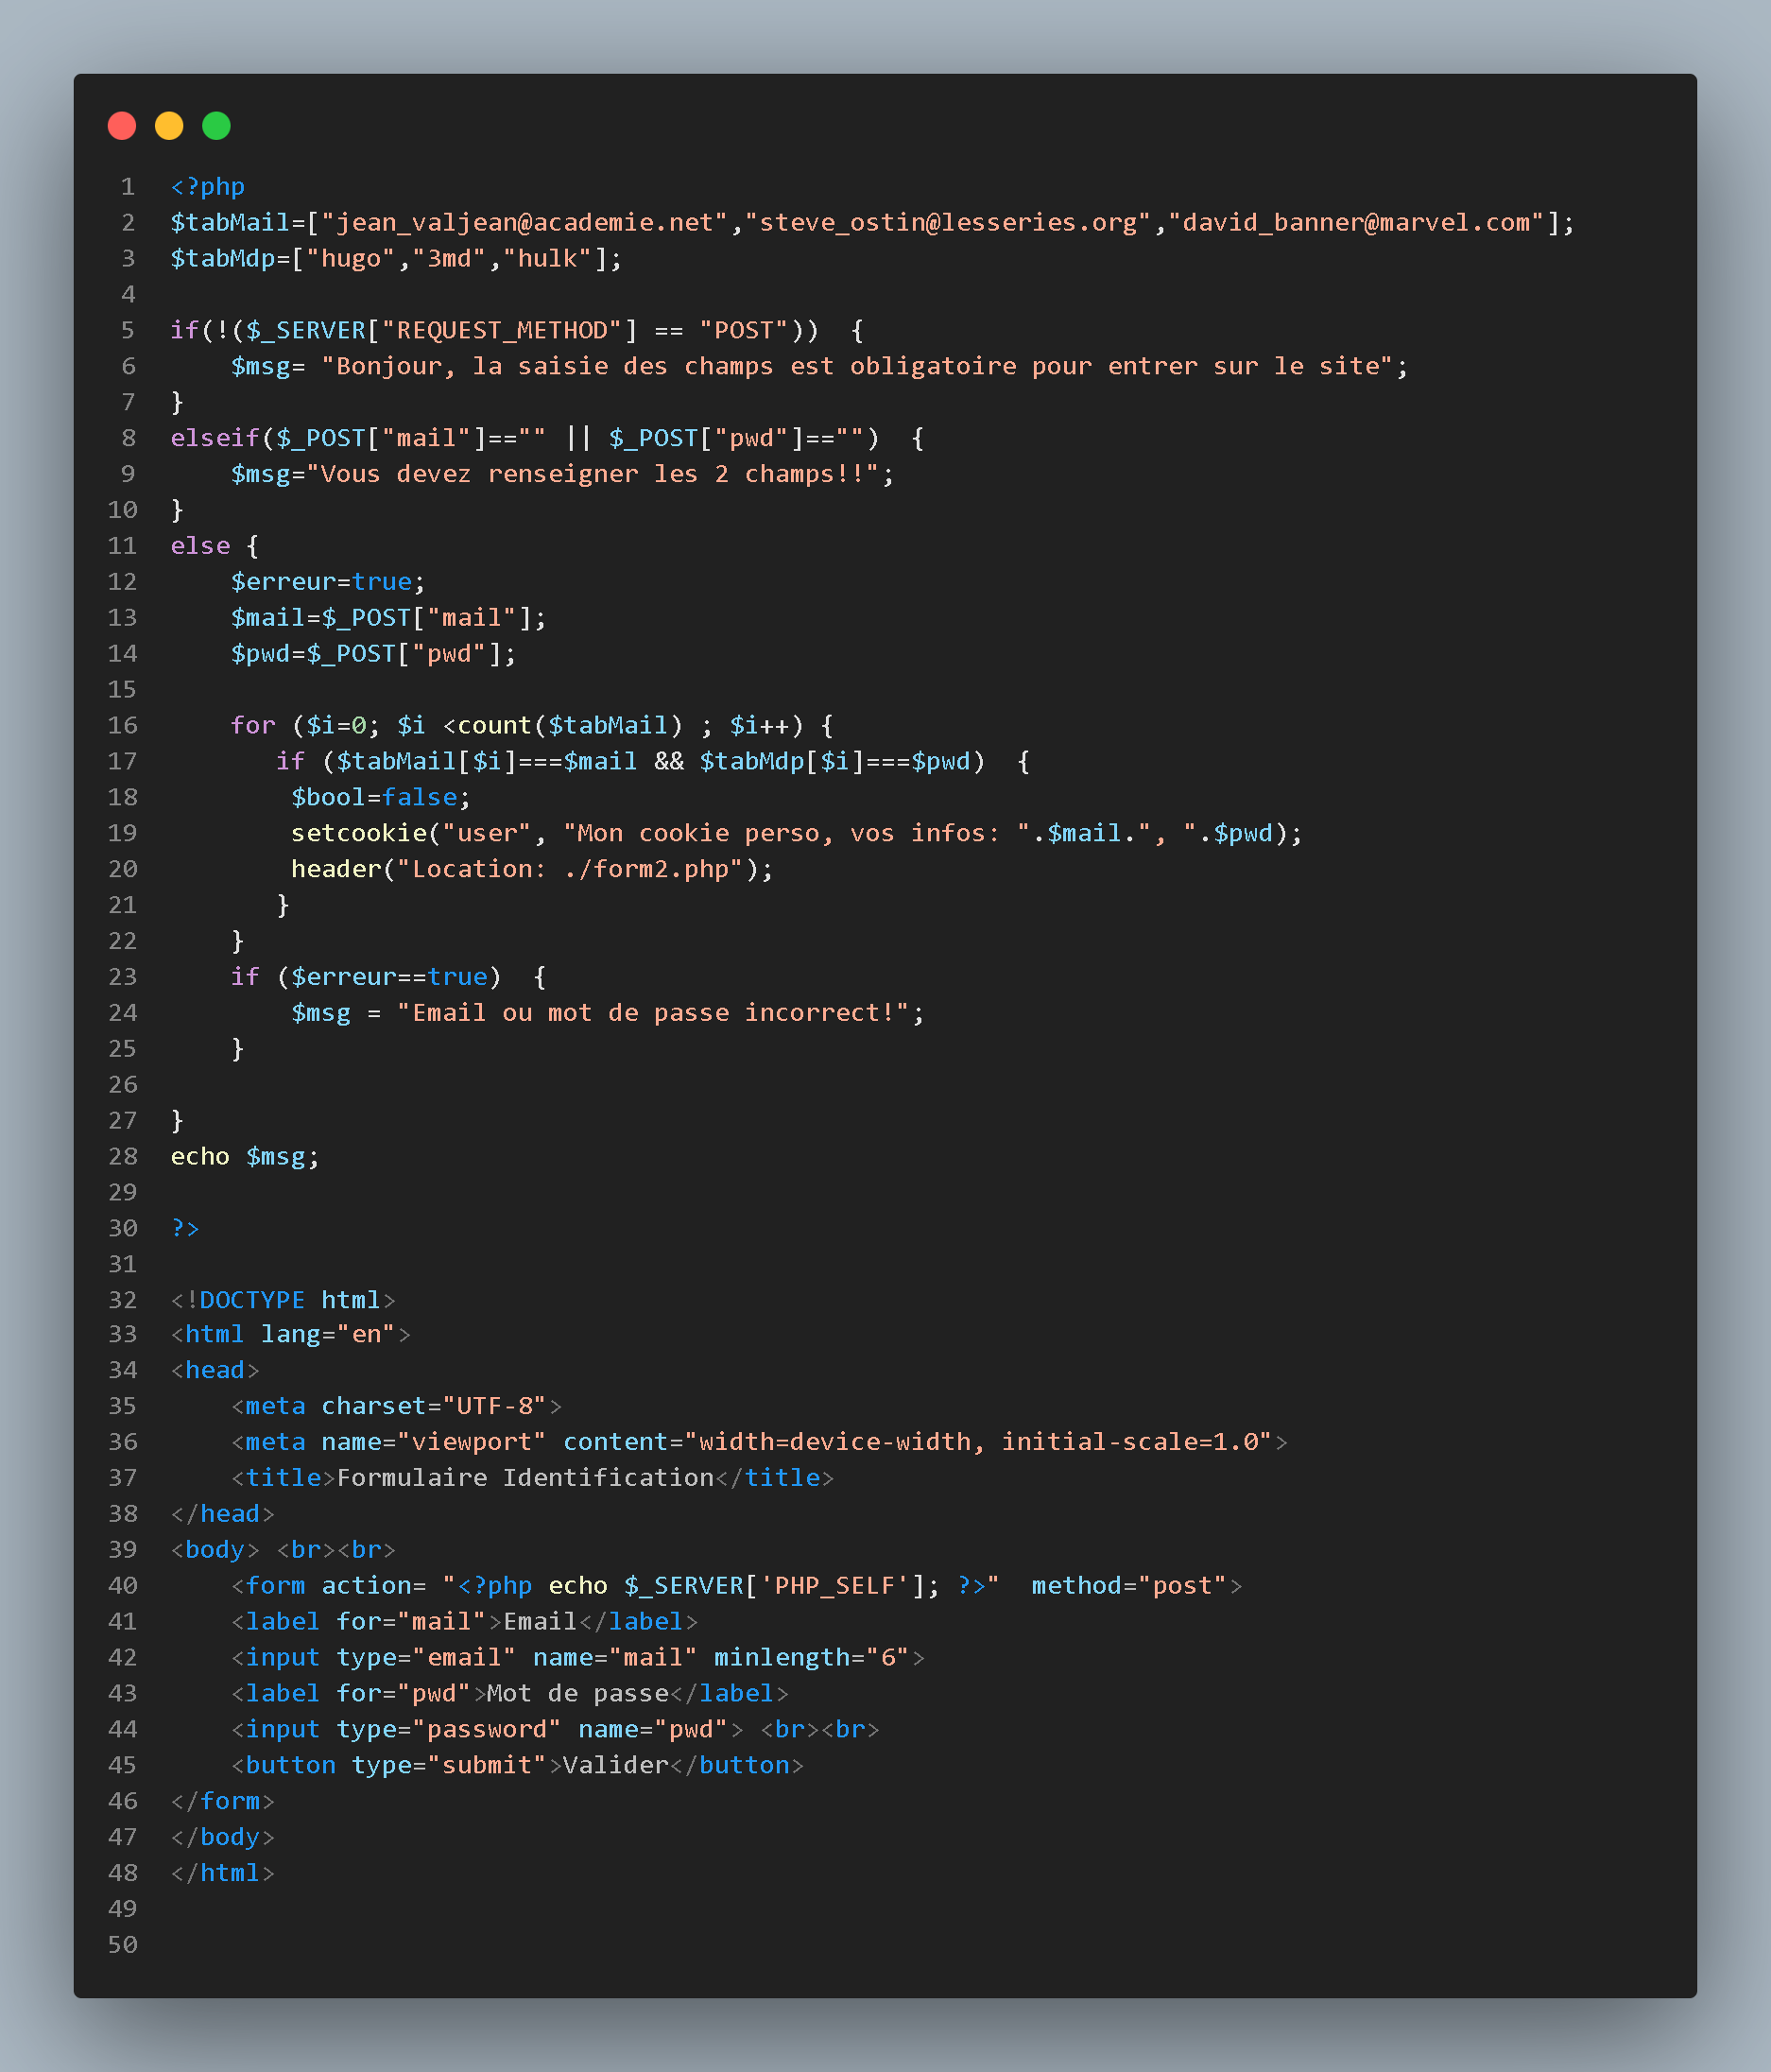 1 <?php
2 $tabMail=["jean_valjean@academie.net","steve_ostin@lesseries.org","david_banner@marvel.com"];
3 $tabMdp=["hugo","3md","hulk"];
4
5 if(!($_SERVER["REQUEST_METHOD"] == "POST"))  {
6     $msg= "Bonjour, la saisie des champs est obligatoire pour entrer sur le site";
7 }
8 elseif($_POST["mail"]=="" || $_POST["pwd"]=="")  {
9     $msg="Vous devez renseigner les 2 champs!!";
10 }
11 else {
12     $erreur=true;
13     $mail=$_POST["mail"];
14     $pwd=$_POST["pwd"];
15
16     for ($i=0; $i <count($tabMail) ; $i++) {
17        if ($tabMail[$i]===$mail && $tabMdp[$i]===$pwd)  {
18         $bool=false;
19         setcookie("user", "Mon cookie perso, vos infos: ".$mail.", ".$pwd);
20         header("Location: ./form2.php");
21        }
22     }
23     if ($erreur==true)  {
24         $msg = "Email ou mot de passe incorrect!";
25     }
26
27 }
28 echo $msg;
29
30 ?>
31
32 <!DOCTYPE html>
33 <html lang="en">
34 <head>
35     <meta charset="UTF-8">
36     <meta name="viewport" content="width=device-width, initial-scale=1.0">
37     <title>Formulaire Identification</title>
38 </head>
39 <body> <br><br>
40     <form action= "<?php echo $_SERVER['PHP_SELF']; ?>"  method="post">
41     <label for="mail">Email</label>
42     <input type="email" name="mail" minlength="6">
43     <label for="pwd">Mot de passe</label>
44     <input type="password" name="pwd"> <br><br>
45     <button type="submit">Valider</button>
46 </form>
47 </body>
48 </html>
49
50